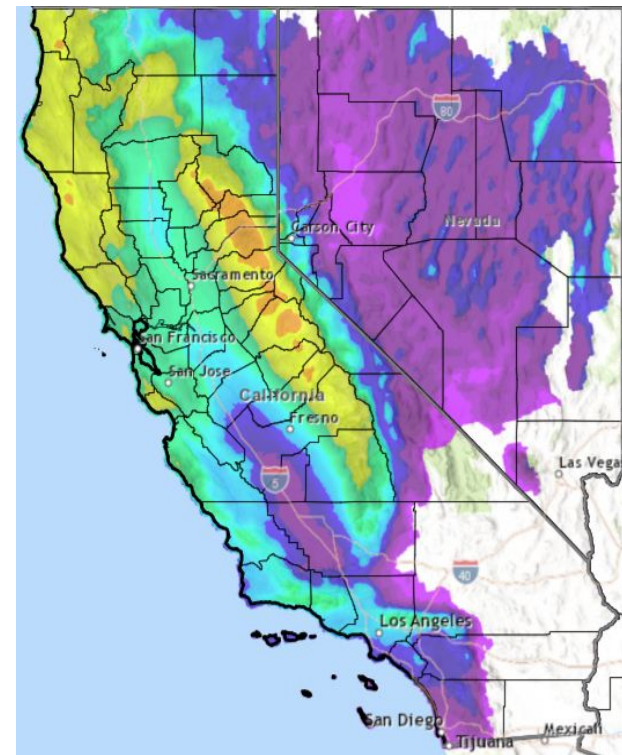 80
Carson City
Nevada
Sacramento
San Francisco
San Jose
California
Fresno
5
Las Vegas
40
Los Angeles
San Diego
Tijuana
Mexicali